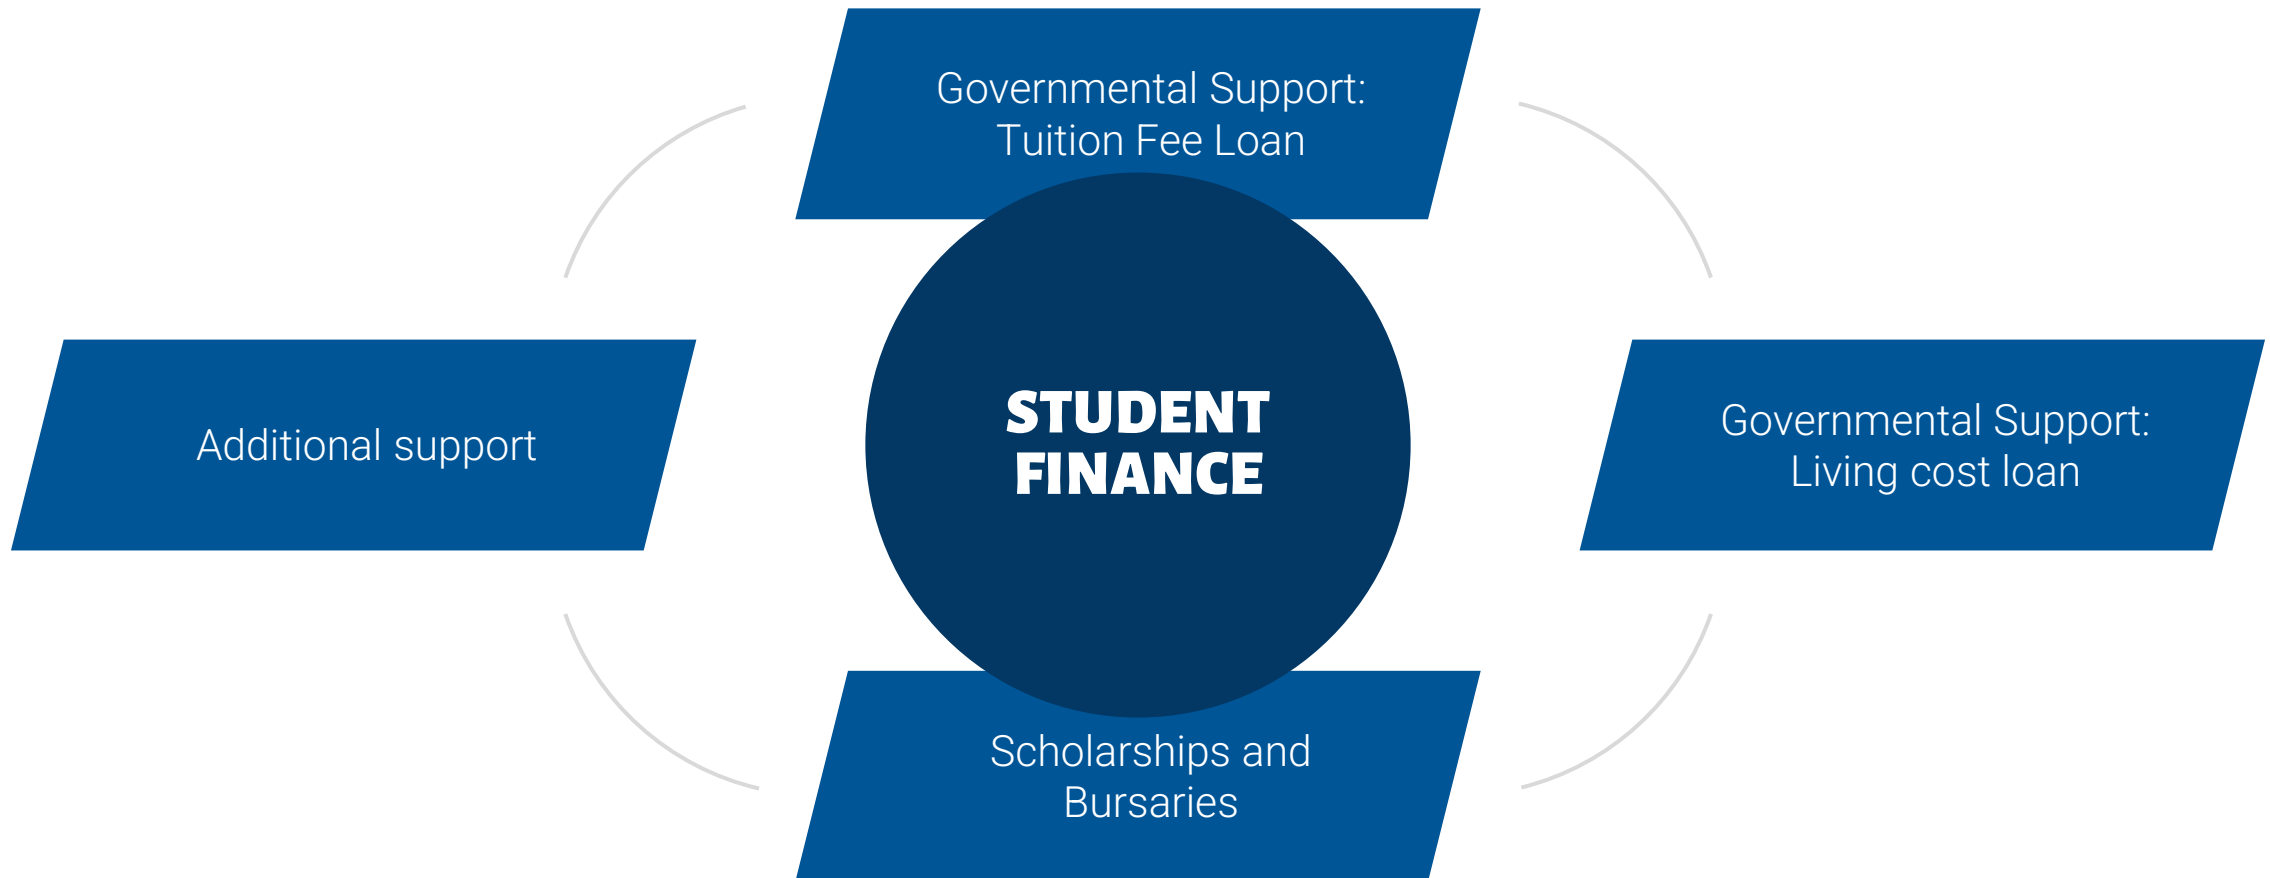 Governmental Support:
Tuition Fee Loan
Additional support
STUDENT
FINANCE
Governmental Support:
Living cost loan
Scholarships and
Bursaries